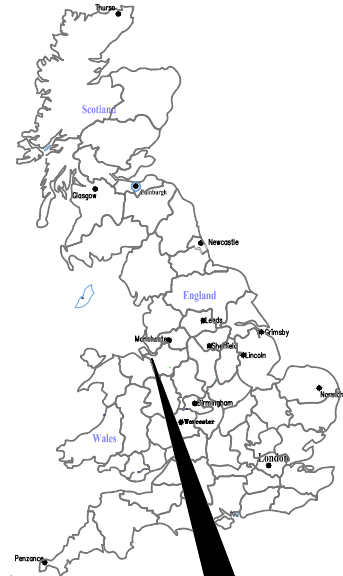 Thurso
Scotland
Glasgow
Edinburgh
Newcastle
England
Leeds
Grimsby
Manchester
Sheffield
Lincoln
Birmingham
Norwich
Worcester
Wales
London
Penzance